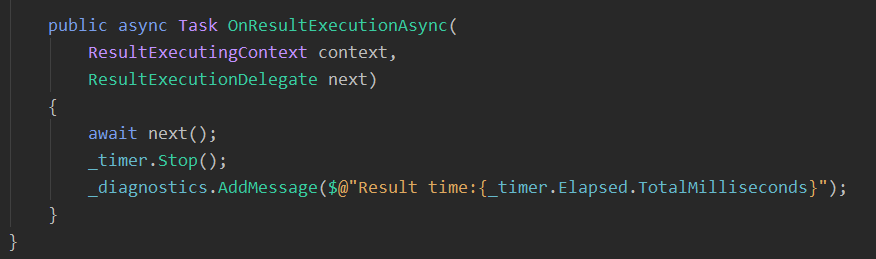 public async Task OnResultExecutionAsync(
ResultExecutingContext context,
ResultExecutionDelegate next)
{
await next();
_timer.Stop();
_diagnostics.AddMessage($@"Result time:{_timer.Elapsed.TotalMilliseconds}");
}
}